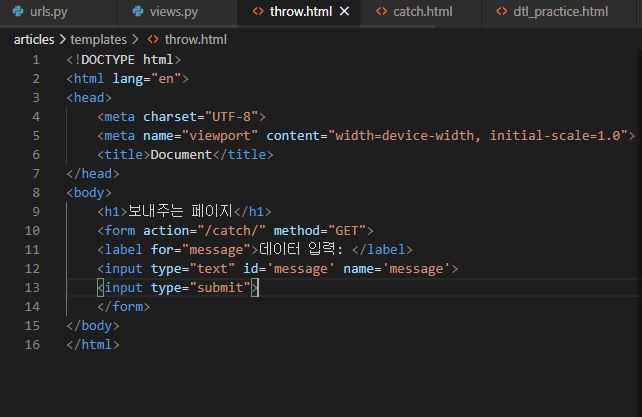 urls.py views.py throw.html catch.html dtl_practice.html
articles > templates > throw.html
1 <!DOCTYPE html>
2 <html lang="en">
3 <head>
4 <meta charset="UTF-8">
5 <meta name="viewport" content="width=device-width, initial-scale=1.0">
6 <title>Document</title>
7 </head>
8 <body>
9 <h1>보내주는 페이지</h1>
10 <form action="/catch/" method="GET">
11 <label for="message">데이터 입력: </label>
12 <input type="text" id='message' name='message'>
13 <input type="submit">
14 </form>
15 </body>
16 </html>